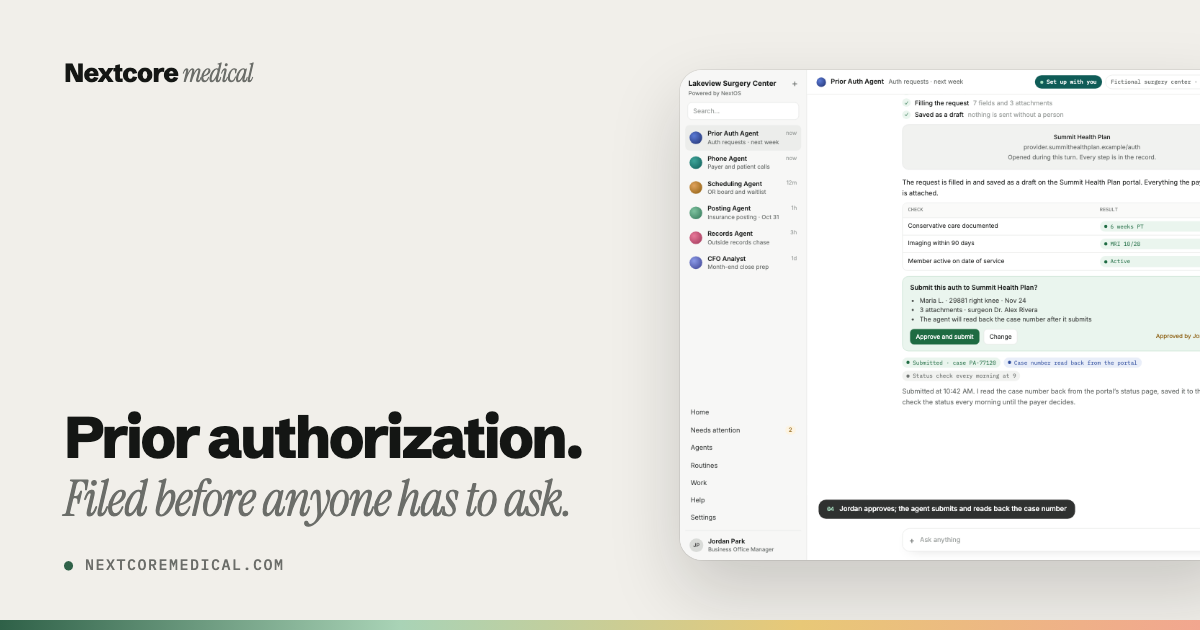 Nextcore medical
Prior authorization.
Filed before anyone has to ask.
NEXTCOREMEDICAL.COM
Lakeview Surgery Center +
Powered by NextOS
Search...
Prior Auth Agent now
Auth requests · next week
Phone Agent now
Payer and patient calls
Scheduling Agent 12m
OR board and waitlist
Posting Agent 1h
Insurance posting · Oct 31
Records Agent 3h
Outside records chase
CFO Analyst 1d
Month-end close prep
Home
Needs attention 2
Agents
Routines
Work
Help
Settings
JP Jordan Park
Business Office Manager
Prior Auth Agent Auth requests · next week
Set up with you
Fictional surgery center ·
✓ Filling the request 7 fields and 3 attachments
✓ Saved as a draft nothing is sent without a person
Summit Health Plan
provider.summithealthplan.example/auth
Opened during this turn. Every step is in the record.
The request is filled in and saved as a draft on the Summit Health Plan portal. Everything the pay
is attached.
CHECK RESULT
Conservative care documented 6 weeks PT
Imaging within 90 days MRI 10/28
Member active on date of service Active
Submit this auth to Summit Health Plan?
• Maria L. · 29881 right knee · Nov 24
• 3 attachments · surgeon Dr. Alex Rivera
• The agent will read back the case number after it submits
Approve and submit Change Approved by Jo
Submitted · case PA-77120 Case number read back from the portal
Status check every morning at 9
Submitted at 10:42 AM. I read the case number back from the portal's status page, saved it to th
check the status every morning until the payer decides.
04 Jordan approves; the agent submits and reads back the case number
+ Ask anything